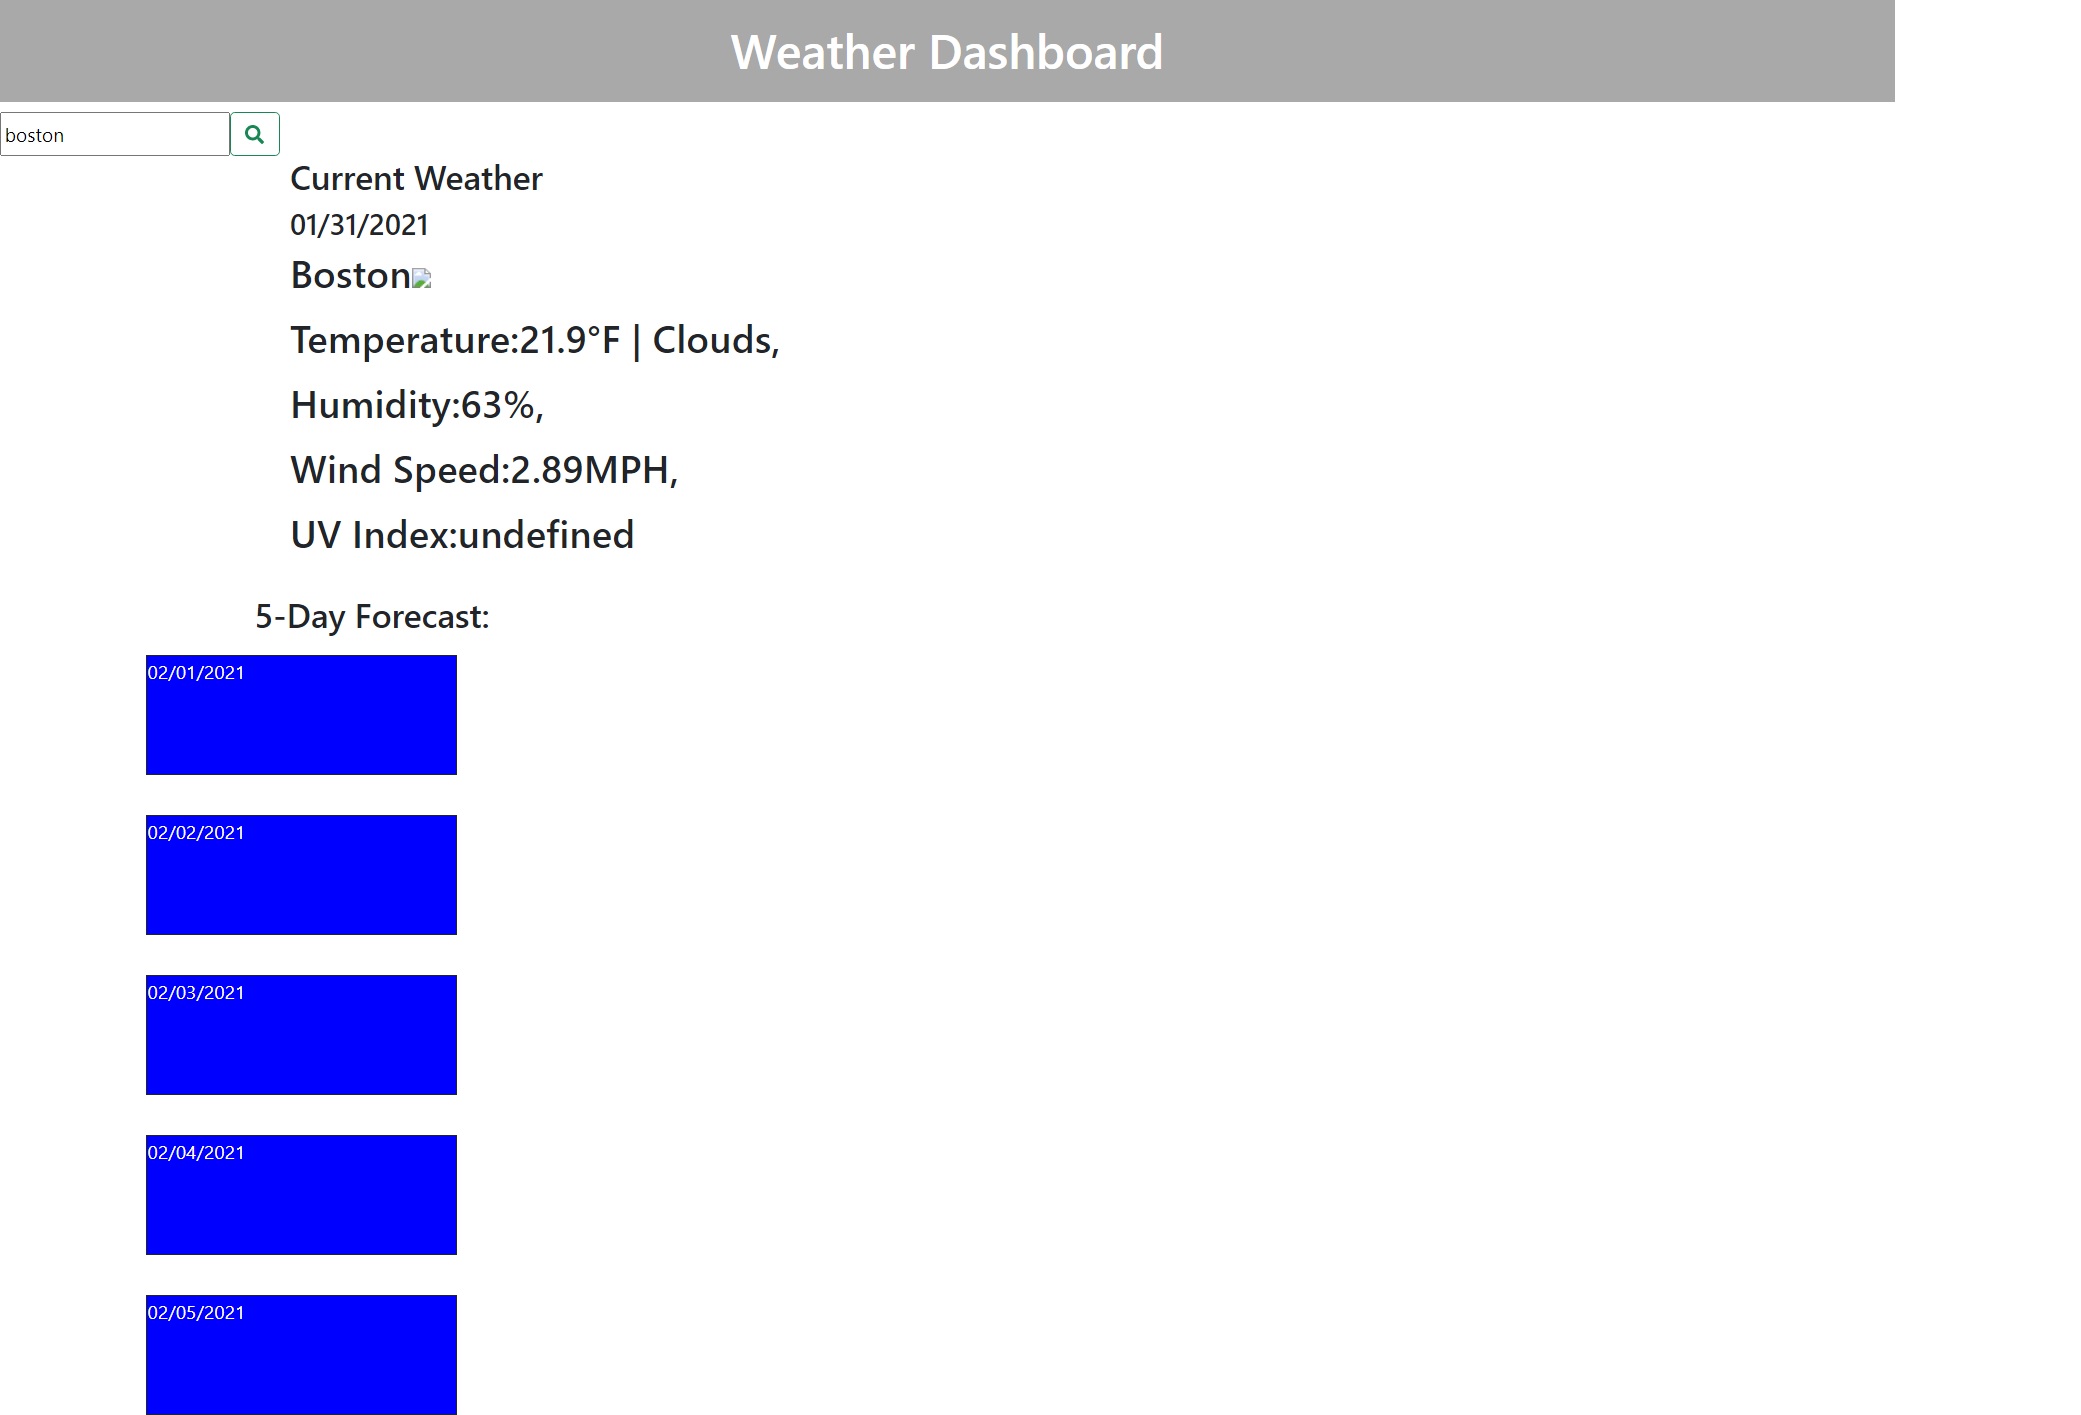 Weather Dashboard
boston
Current Weather
01/31/2021
Boston
Temperature:21.9°F | Clouds,
Humidity:63%,
Wind Speed:2.89MPH,
UV Index:undefined
5-Day Forecast:
02/01/2021
02/02/2021
02/03/2021
02/04/2021
02/05/2021